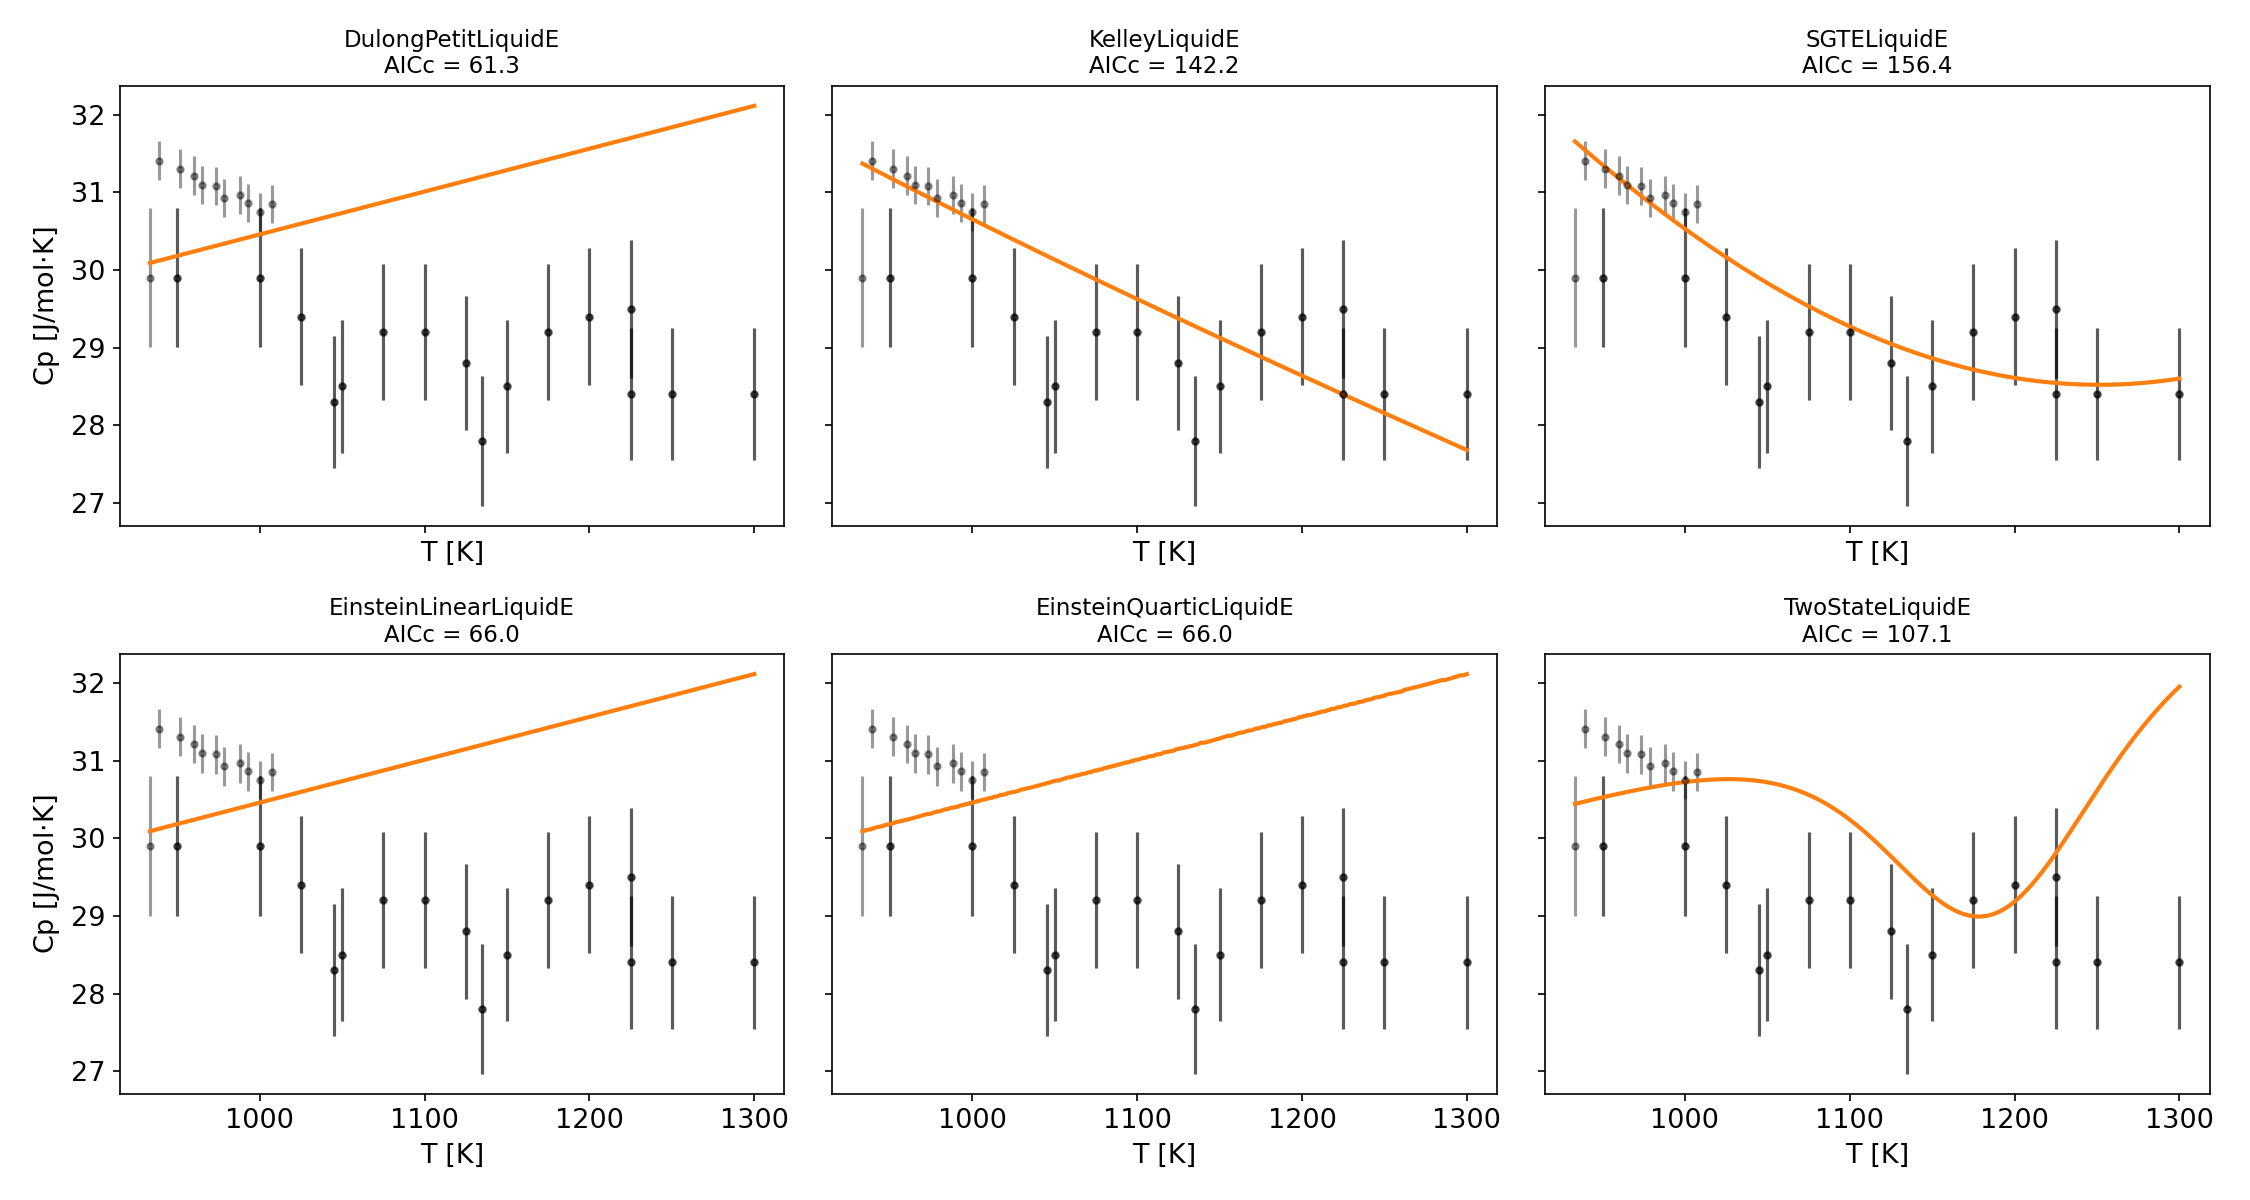 DulongPetitLiquidE
AICc = 61.3
KelleyLiquidE
AICc = 142.2
SGTELiquidE
AICc = 156.4
32
31
30
29
28
27
Cp [J/mol·K]
T [K]
T [K]
T [K]
EinsteinLinearLiquidE
AICc = 66.0
EinsteinQuarticLiquidE
AICc = 66.0
TwoStateLiquidE
AICc = 107.1
32
31
30
29
28
27
Cp [J/mol·K]
1000 1100 1200 1300
T [K]
1000 1100 1200 1300
T [K]
1000 1100 1200 1300
T [K]